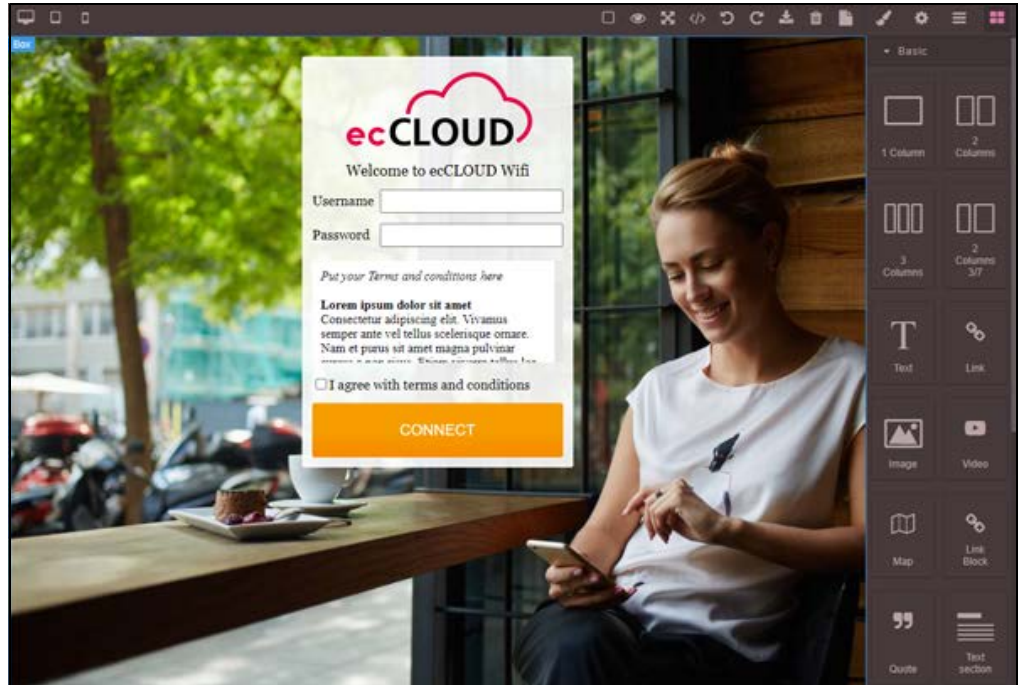 Box
ecCLOUD
Welcome to ecCLOUD Wifi
Username
Password
Put your Terms and conditions here
Lorem ipsum dolor sit amet
Consectetur adipiscing elit. Vivamus
semper ante vel tellus scelerisque ornare.
Nam et purus sit amet magna pulvinar
I agree with terms and conditions
CONNECT
Basic
1 Column
2
Columns
3
Columns
2
Columns
3/7
Text
Link
Image
Video
Map
Link
Block
Quote
Text
section